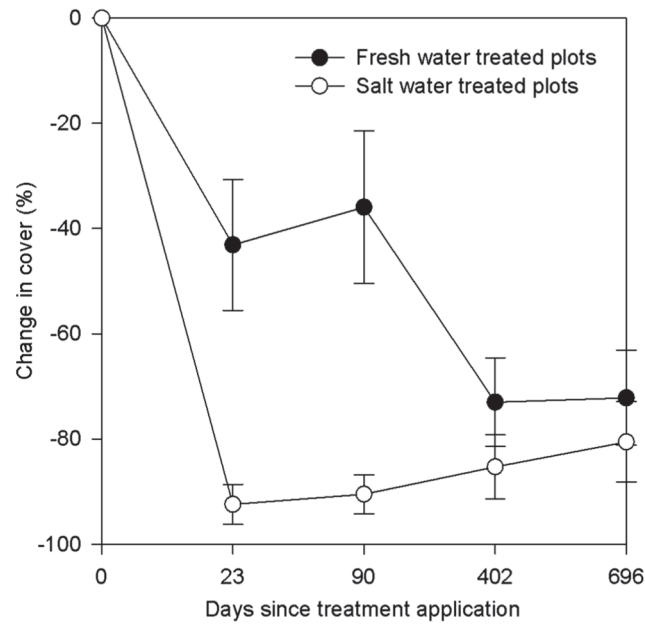 Fresh water treated plots
Salt water treated plots
Change in cover (%)
0
-20
-40
-60
-80
-100
0 23 90 402 696
Days since treatment application